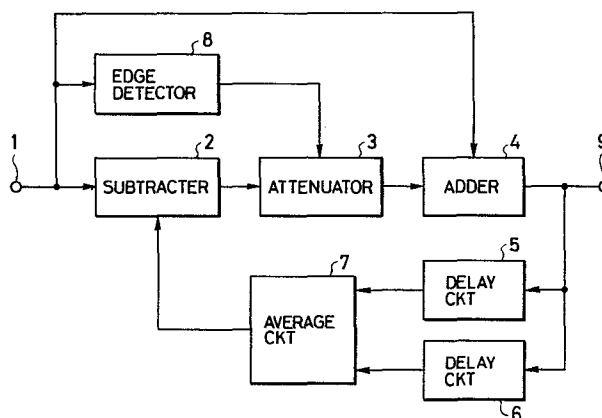 8
EDGE
DETECTOR
1
2
3
4
9
SUBTRACTER
ATTENUATOR
ADDER
7
5
AVERAGE
CKT
DELAY
CKT
DELAY
CKT
6